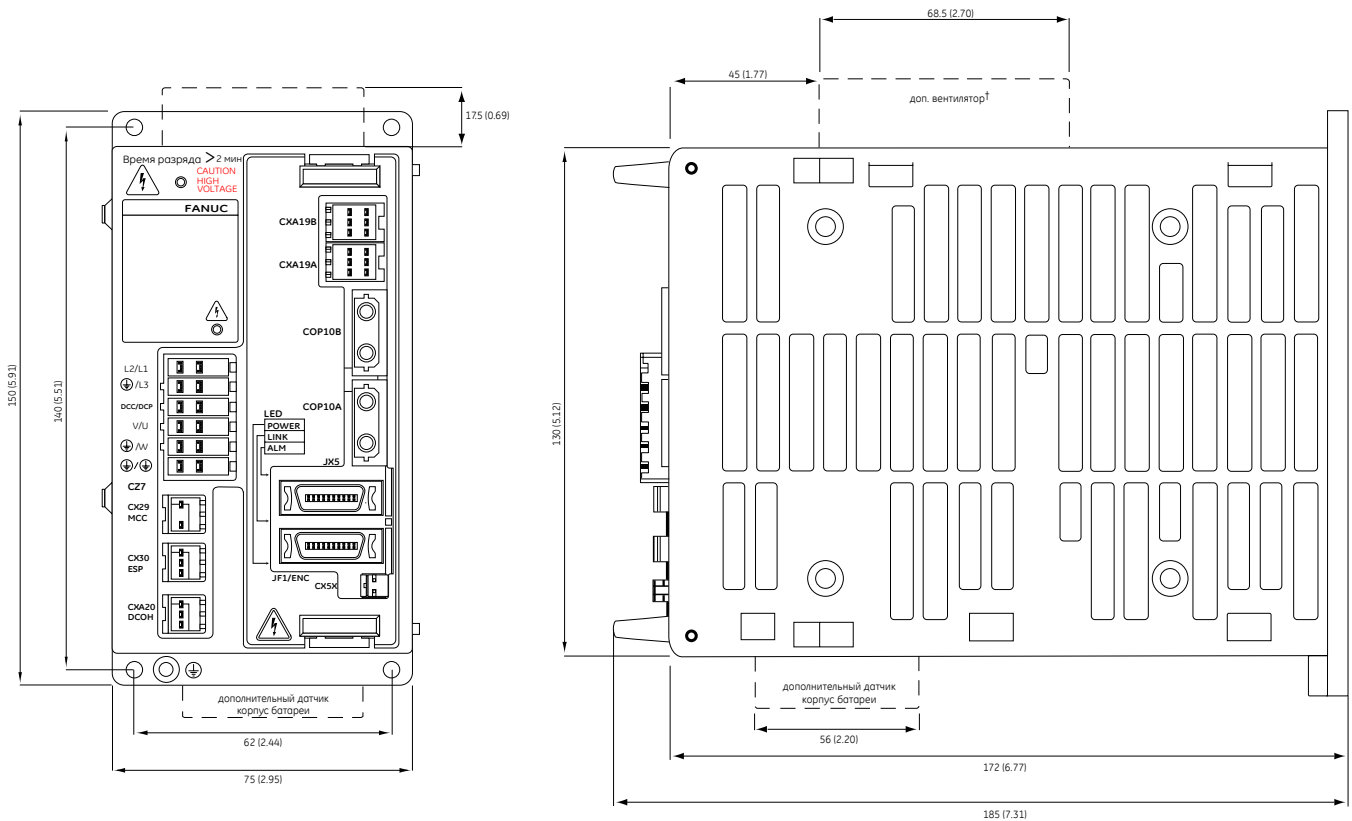 68.5 (2.70)
45 (1.77)
доп. вентилятор†
17.5 (0.69)
Время разряда > 2 мин
CAUTION
HIGH
VOLTAGE
FANUC
CXA19B
CXA19A
COP10B
COP10A
L2/L1
/L3
DCC/DCP
V/U
/W
/
CZ7
LED
POWER
LINK
ALM
JX5
CX29
MCC
CX30
ESP
JF1/ENC
CX5X
CXA20
DCOH
дополнительный датчик
корпус батареи
150 (5.91)
140 (5.51)
62 (2.44)
75 (2.95)
130 (5.12)
дополнительный датчик
корпус батареи
56 (2.20)
172 (6.77)
185 (7.31)